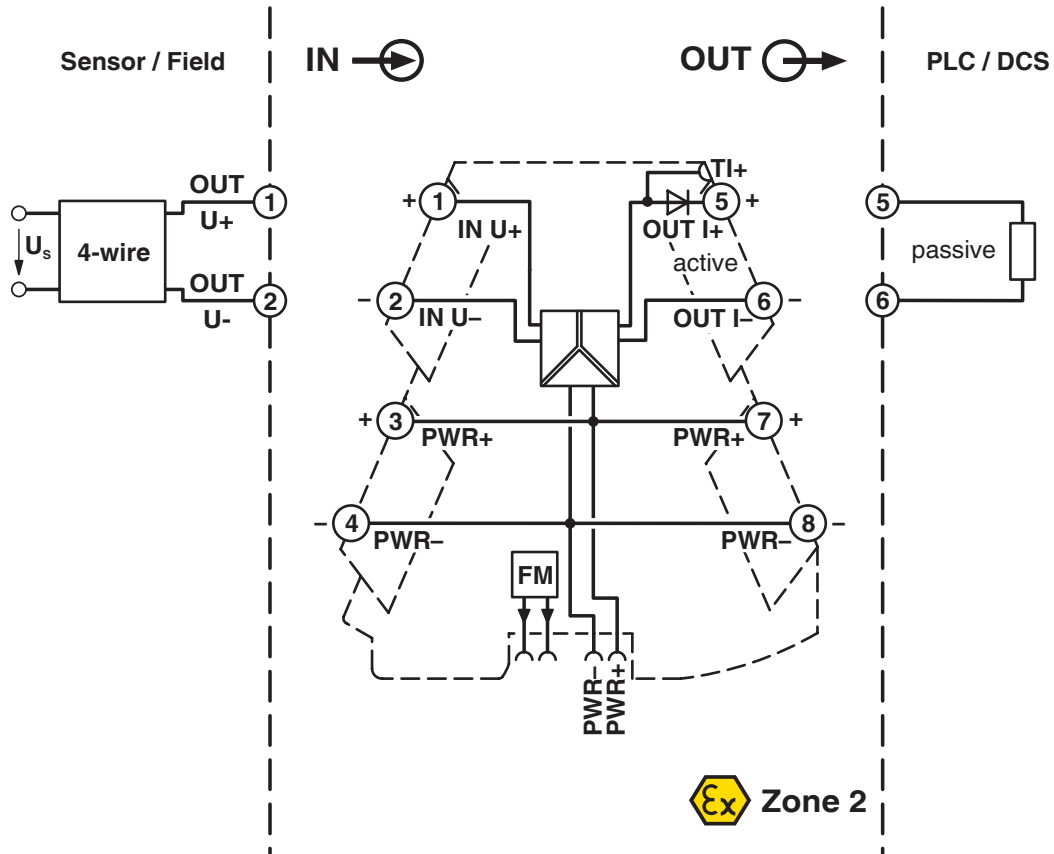 Sensor / Field
IN
OUT
PLC / DCS
OUT
1
U+
4-wire
Us
OUT
2
U-
+ 1
IN U+
– 2
IN U–
TI+
5 +
OUT I+
active
6 –
OUT I–
5
passive
6
+ 3
PWR+
7 +
PWR+
– 4
PWR–
8 –
PWR–
FM
PWR–
PWR+
Ex Zone 2